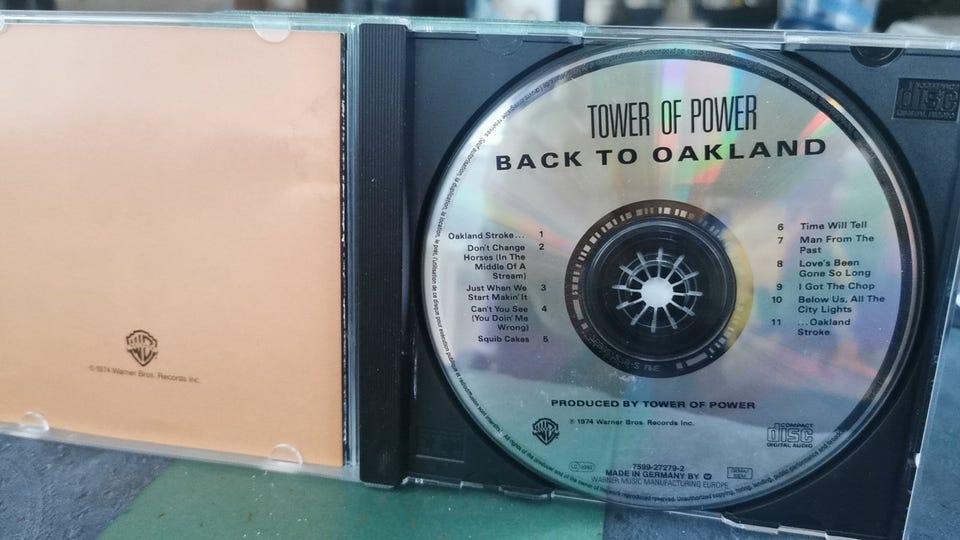 © 1974 Warner Bros. Records Inc.
TOWER OF POWER
BACK TO OAKLAND
Oakland Stroke... 1
Don't Change 2
Horses (In The
Middle Of A
Stream)
Just When We 3
Start Makin' It
Can't You See 4
(You Doin' Me
Wrong)
Squib Cakes 5
6 Time Will Tell
7 Man From The
Past
8 Love's Been
Gone So Long
9 I Got The Chop
10 Below Us, All The
City Lights
11 ...Oakland
Stroke
PRODUCED BY TOWER OF POWER
℗ 1974 Warner Bros. Records Inc.
COMPACT
disc
DIGITAL AUDIO
7599-27279-2
MADE IN GERMANY BY
WARNER MUSIC MANUFACTURING EUROPE
GEMA
BIEM
disc